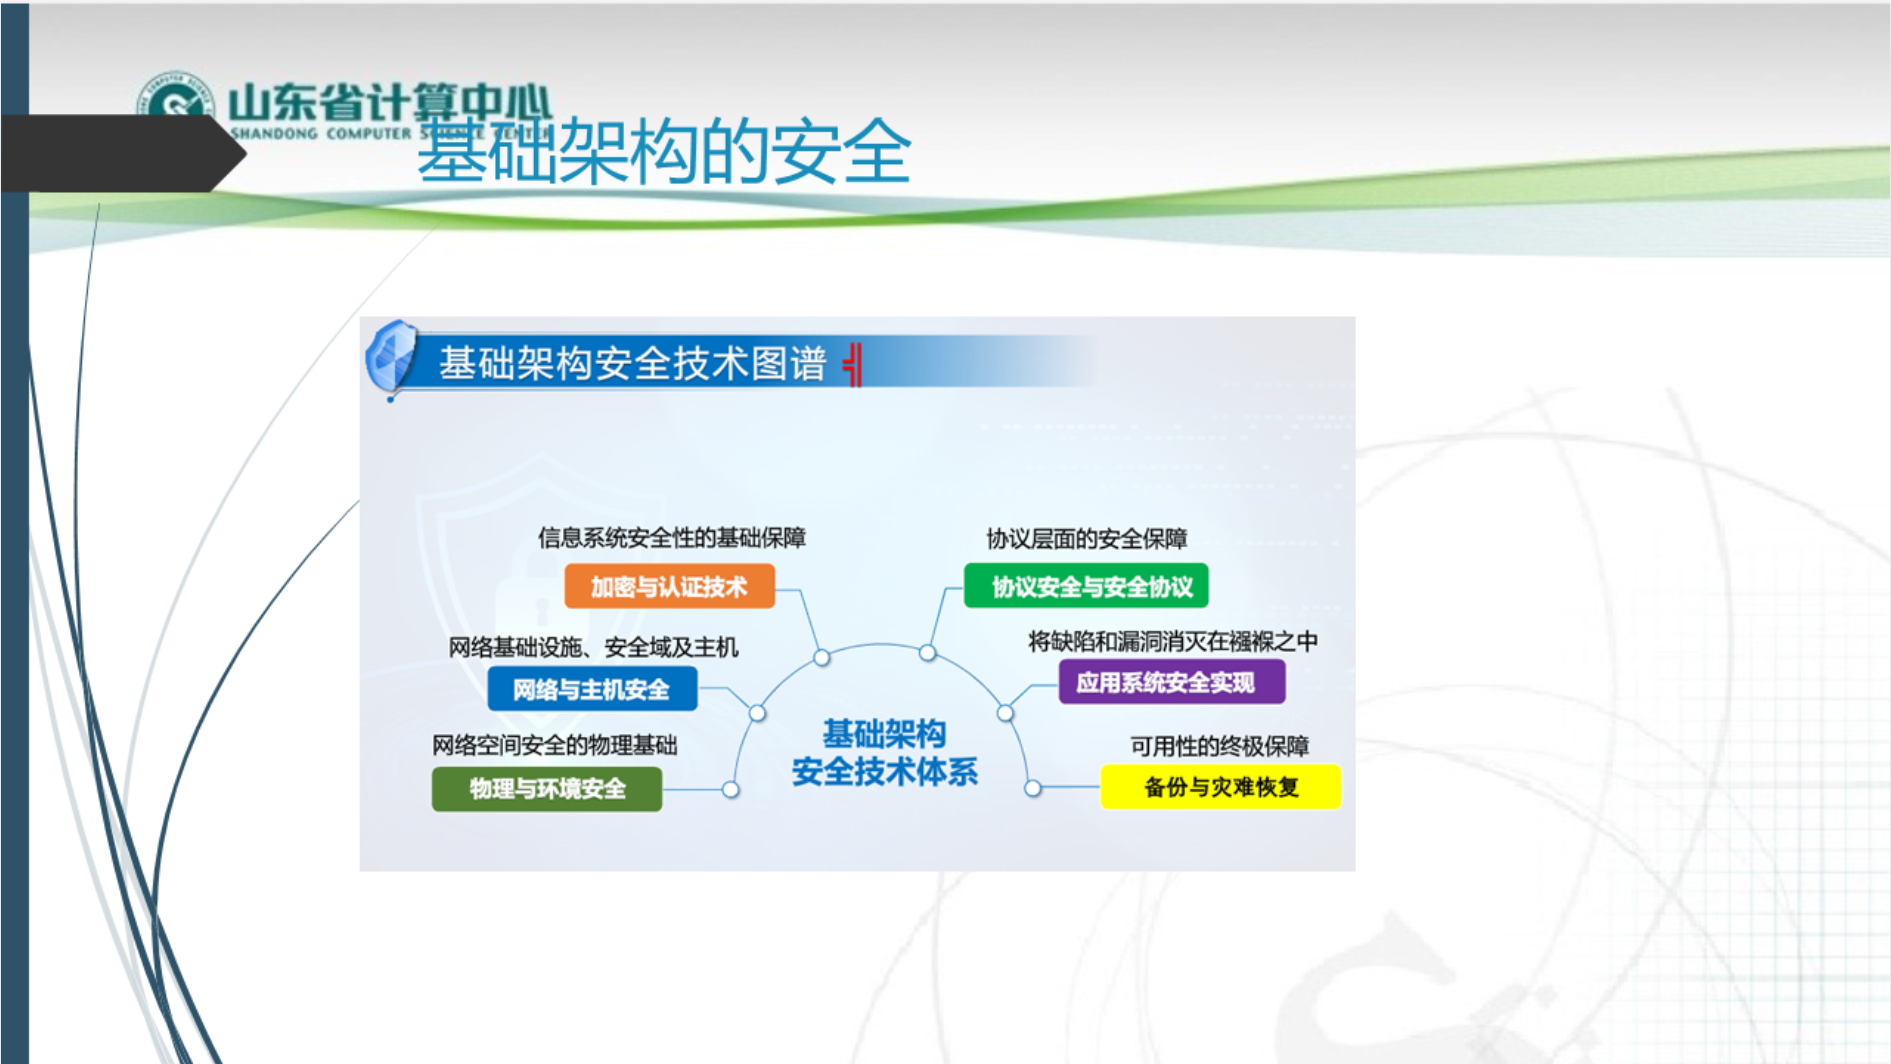 山东省计算中心
SHANDONG COMPUTER SCIENCE CENTER
基础架构的安全
基础架构安全技术图谱
信息系统安全性的基础保障
加密与认证技术
网络基础设施、安全域及主机
网络与主机安全
网络空间安全的物理基础
物理与环境安全
协议层面的安全保障
协议安全与安全协议
将缺陷和漏洞消灭在襁褓之中
应用系统安全实现
可用性的终极保障
备份与灾难恢复
基础架构
安全技术体系